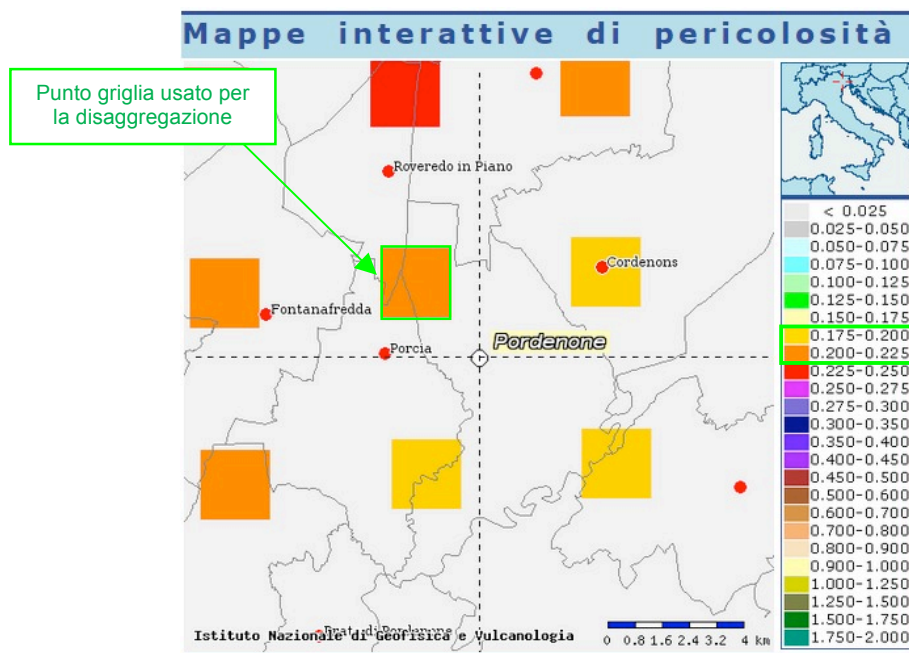 Mappe interattive di pericolosità
Punto griglia usato per
la disaggregazione
Roveredo in Piano
Cordenons
Fontanafredda
Pordenone
Porcia
Istituto Nazionale di Geofisica e Vulcanologia
0 0.8 1.6 2.4 3.2 4 km
< 0.025
0.025-0.050
0.050-0.075
0.075-0.100
0.100-0.125
0.125-0.150
0.150-0.175
0.175-0.200
0.200-0.225
0.225-0.250
0.250-0.275
0.275-0.300
0.300-0.350
0.350-0.400
0.400-0.450
0.450-0.500
0.500-0.600
0.600-0.700
0.700-0.800
0.800-0.900
0.900-1.000
1.000-1.250
1.250-1.500
1.500-1.750
1.750-2.000